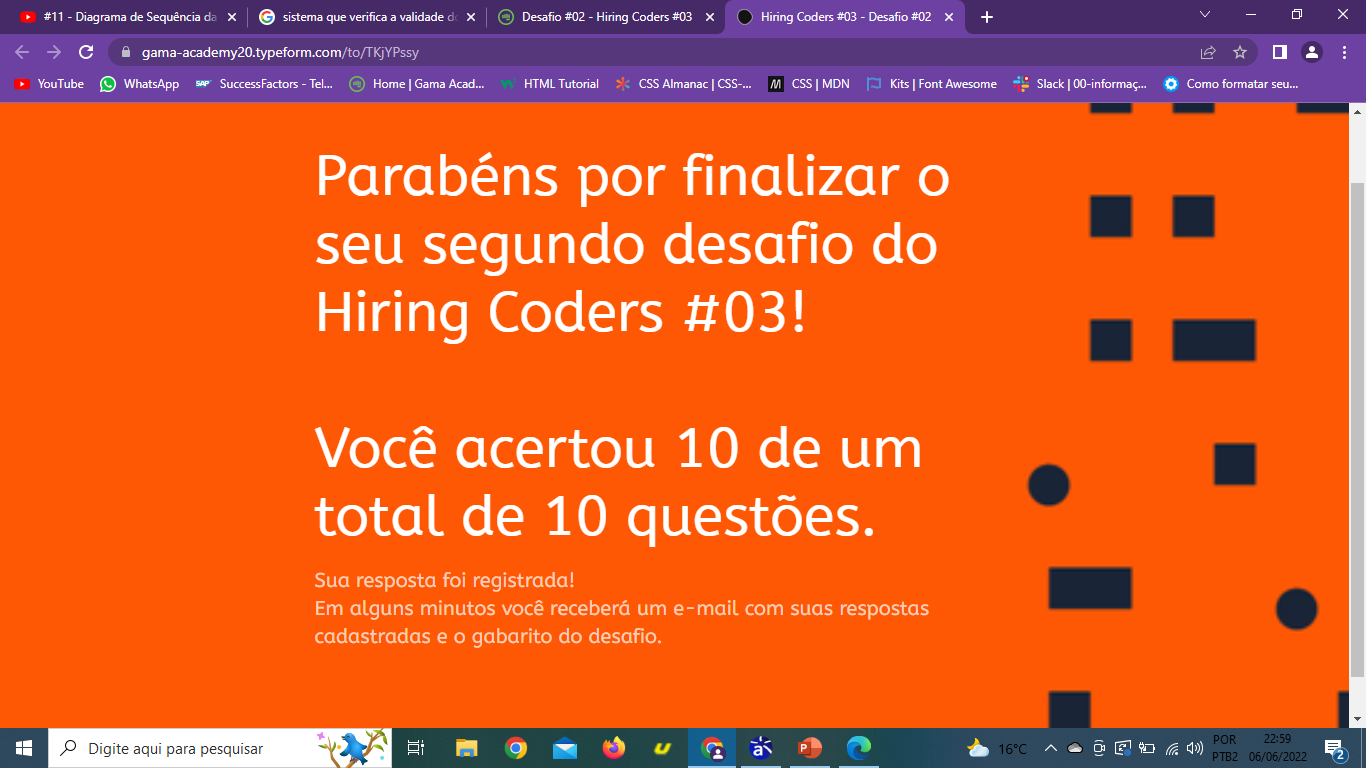 #11 - Diagrama de Sequência da
sistema que verifica a validade do
Desafio #02 - Hiring Coders #03
Hiring Coders #03 - Desafio #02
gama-academy20.typeform.com/to/TKjYPssy
YouTube
WhatsApp
SuccessFactors - Tel...
Home | Gama Acad...
HTML Tutorial
CSS Almanac | CSS-...
CSS | MDN
Kits | Font Awesome
Slack | 00-informaç...
Como formatar seu...
Parabéns por finalizar o
seu segundo desafio do
Hiring Coders #03!
Você acertou 10 de um
total de 10 questões.
Sua resposta foi registrada!
Em alguns minutos você receberá um e-mail com suas respostas
cadastradas e o gabarito do desafio.
Digite aqui para pesquisar
16°C
POR
PTB2
22:59
06/06/2022
2